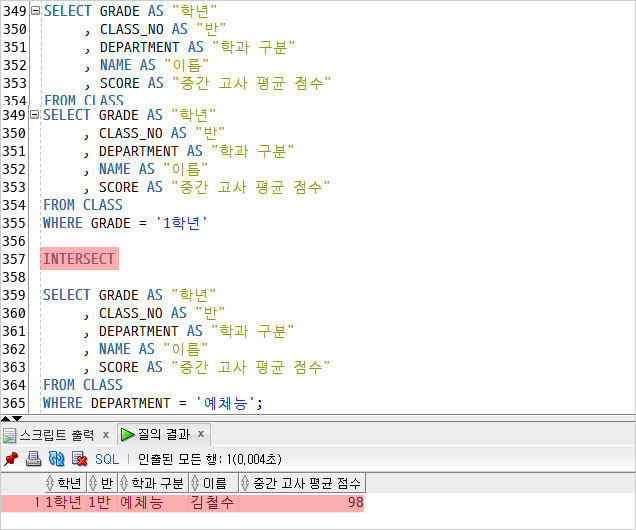 349 SELECT GRADE AS "학년"
350 , CLASS_NO AS "반"
351 , DEPARTMENT AS "학과 구분"
352 , NAME AS "이름"
353 , SCORE AS "중간 고사 평균 점수"
354 FROM CLASS
349 SELECT GRADE AS "학년"
350 , CLASS_NO AS "반"
351 , DEPARTMENT AS "학과 구분"
352 , NAME AS "이름"
353 , SCORE AS "중간 고사 평균 점수"
354 FROM CLASS
355 WHERE GRADE = '1학년'
356
357 INTERSECT
358
359 SELECT GRADE AS "학년"
360 , CLASS_NO AS "반"
361 , DEPARTMENT AS "학과 구분"
362 , NAME AS "이름"
363 , SCORE AS "중간 고사 평균 점수"
364 FROM CLASS
365 WHERE DEPARTMENT = '예체능';
스크립트 출력 x 질의 결과 x
SQL | 인출된 모든 행: 1(0,004초)
학년 반 학과 구분 이름 중간 고사 평균 점수
1 1학년 1반 예체능 김철수 98